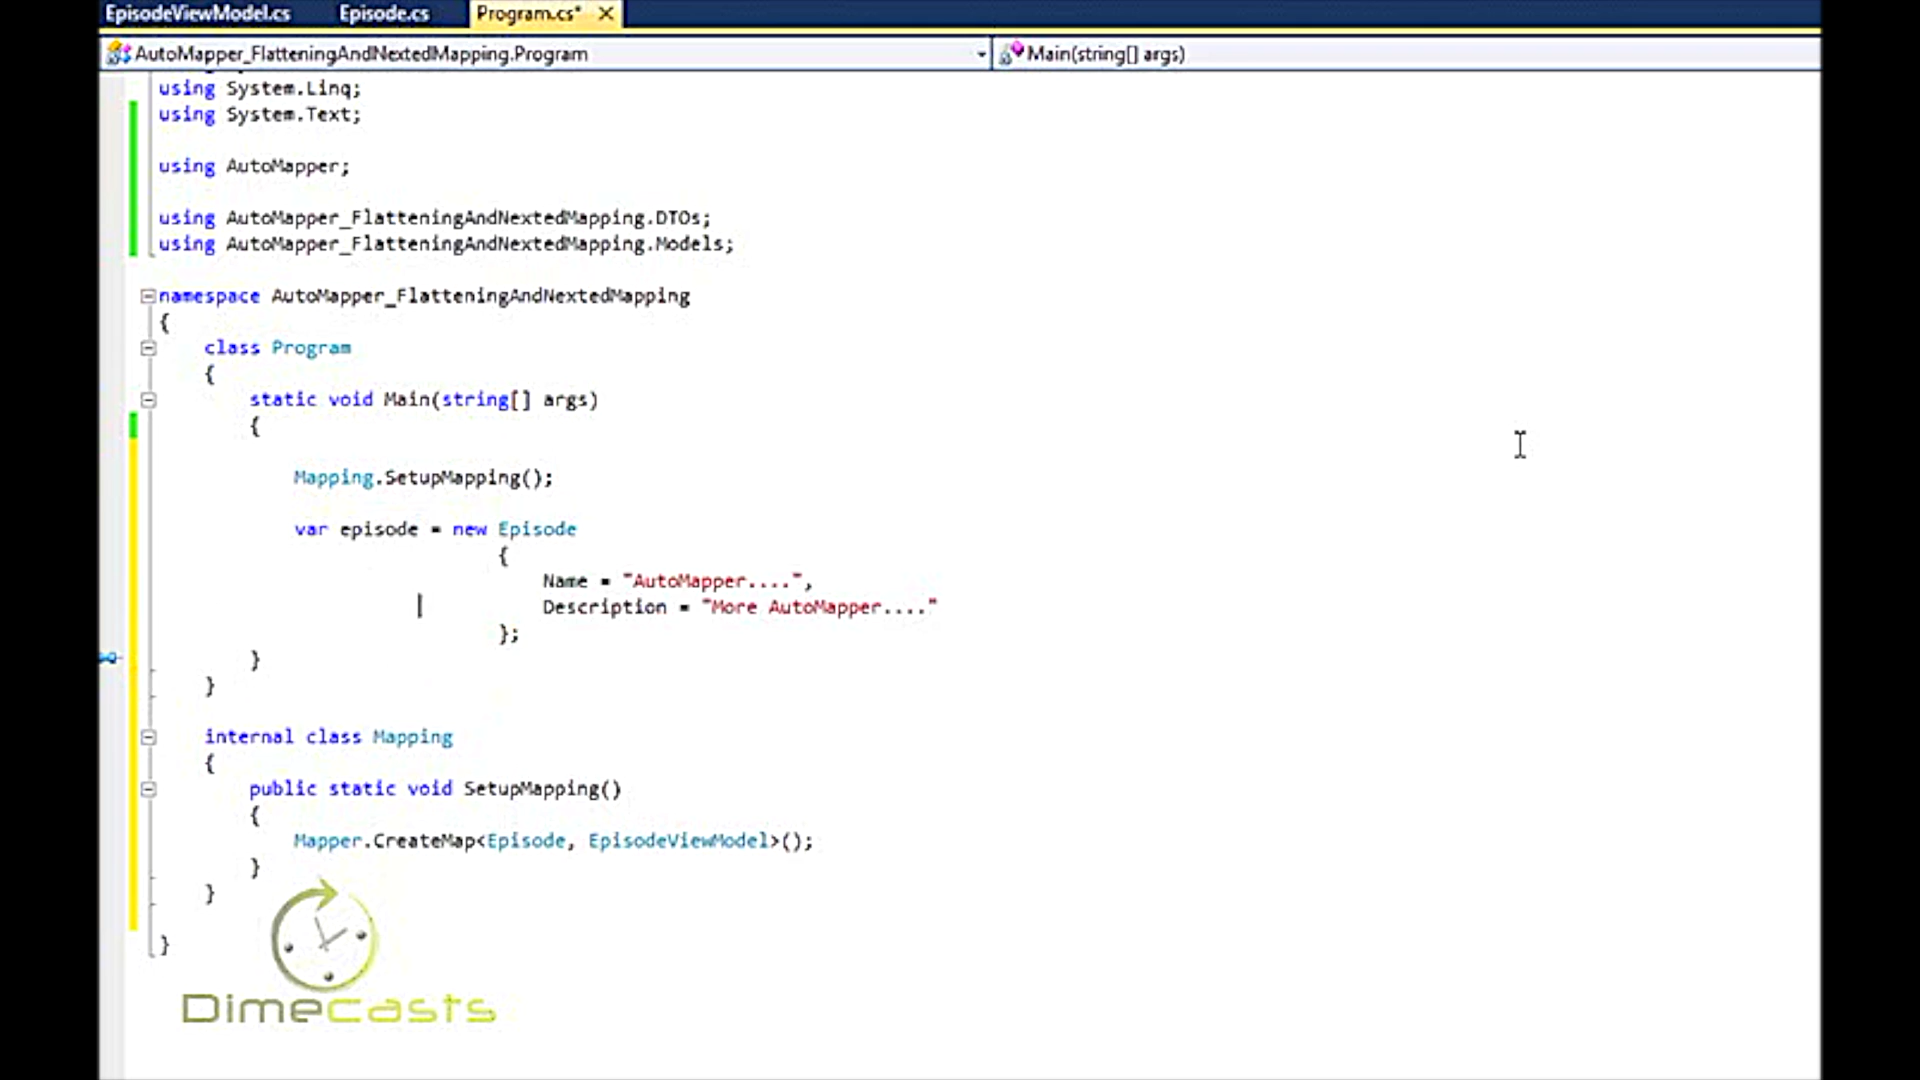 EpisodeViewModel.cs Episode.cs Program.cs* X
AutoMapper_FlatteningAndNextedMapping.Program Main(string[] args)
using System.Linq;
using System.Text;
using AutoMapper;
using AutoMapper_FlatteningAndNextedMapping.DTOs;
using AutoMapper_FlatteningAndNextedMapping.Models;
namespace AutoMapper_FlatteningAndNextedMapping
{
class Program
{
static void Main(string[] args)
{
Mapping.SetupMapping();
var episode = new Episode
{
Name = "AutoMapper....",
Description = "More AutoMapper...."
};
}
}
internal class Mapping
{
public static void SetupMapping()
{
Mapper.CreateMap<Episode, EpisodeViewModel>();
}
}
}
Dimecasts